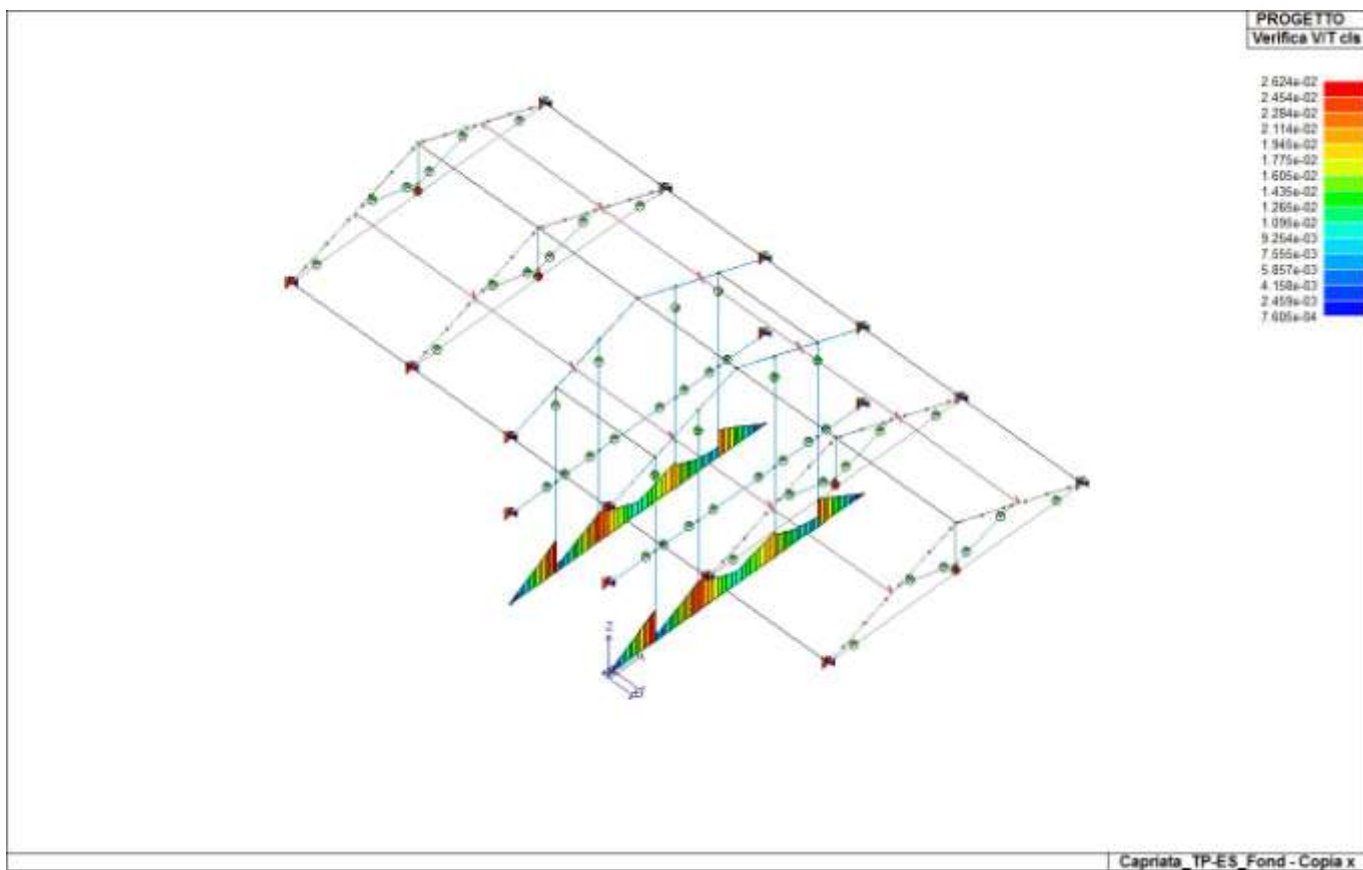 PROGETTO
Verifica V/T cls
2.624e-02
2.454e-02
2.284e-02
2.114e-02
1.945e-02
1.775e-02
1.605e-02
1.435e-02
1.265e-02
1.095e-02
9.254e-03
7.555e-03
5.857e-03
4.158e-03
2.459e-03
7.605e-04
Z
Capriata_TP-ES_Fond - Copia x